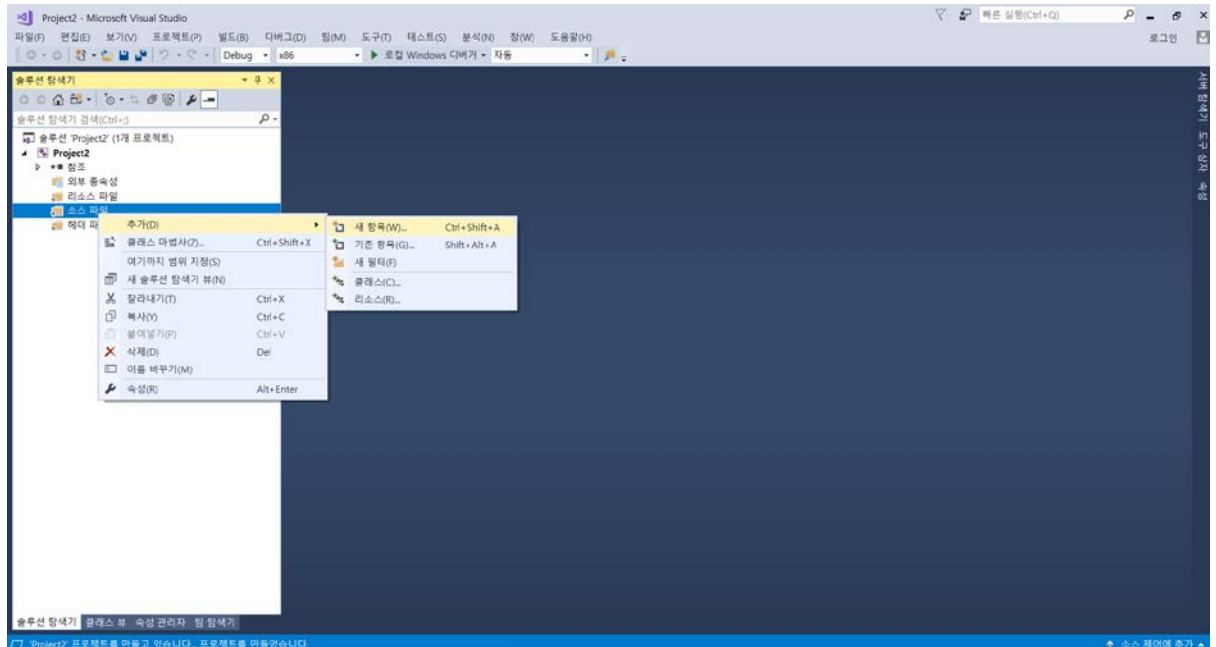 Project2 - Microsoft Visual Studio
빠른 실행(Ctrl+Q)
파일(F) 편집(E) 보기(V) 프로젝트(P) 빌드(B) 디버그(D) 팀(M) 도구(T) 테스트(S) 분석(N) 창(W) 도움말(H)
로그인
Debug x86 로컬 Windows 디버거 자동
솔루션 탐색기
솔루션 탐색기 검색(Ctrl+;)
솔루션 'Project2' (1개 프로젝트)
Project2
참조
외부 종속성
리소스 파일
소스 파일
헤더 파
추가(D)
클래스 마법사(Z)... Ctrl+Shift+X
여기까지 범위 지정(S)
새 솔루션 탐색기 뷰(N)
잘라내기(T) Ctrl+X
복사(Y) Ctrl+C
붙여넣기(P) Ctrl+V
삭제(D) Del
이름 바꾸기(M)
속성(R) Alt+Enter
새 항목(W)... Ctrl+Shift+A
기존 항목(G)... Shift+Alt+A
새 필터(F)
클래스(C)...
리소스(R)...
서버 탐색기
도구 상자
속성
솔루션 탐색기 클래스 뷰 속성 관리자 팀 탐색기
'Project2' 프로젝트를 만들고 있습니다. 프로젝트를 만들었습니다.
소스 제어에 추가